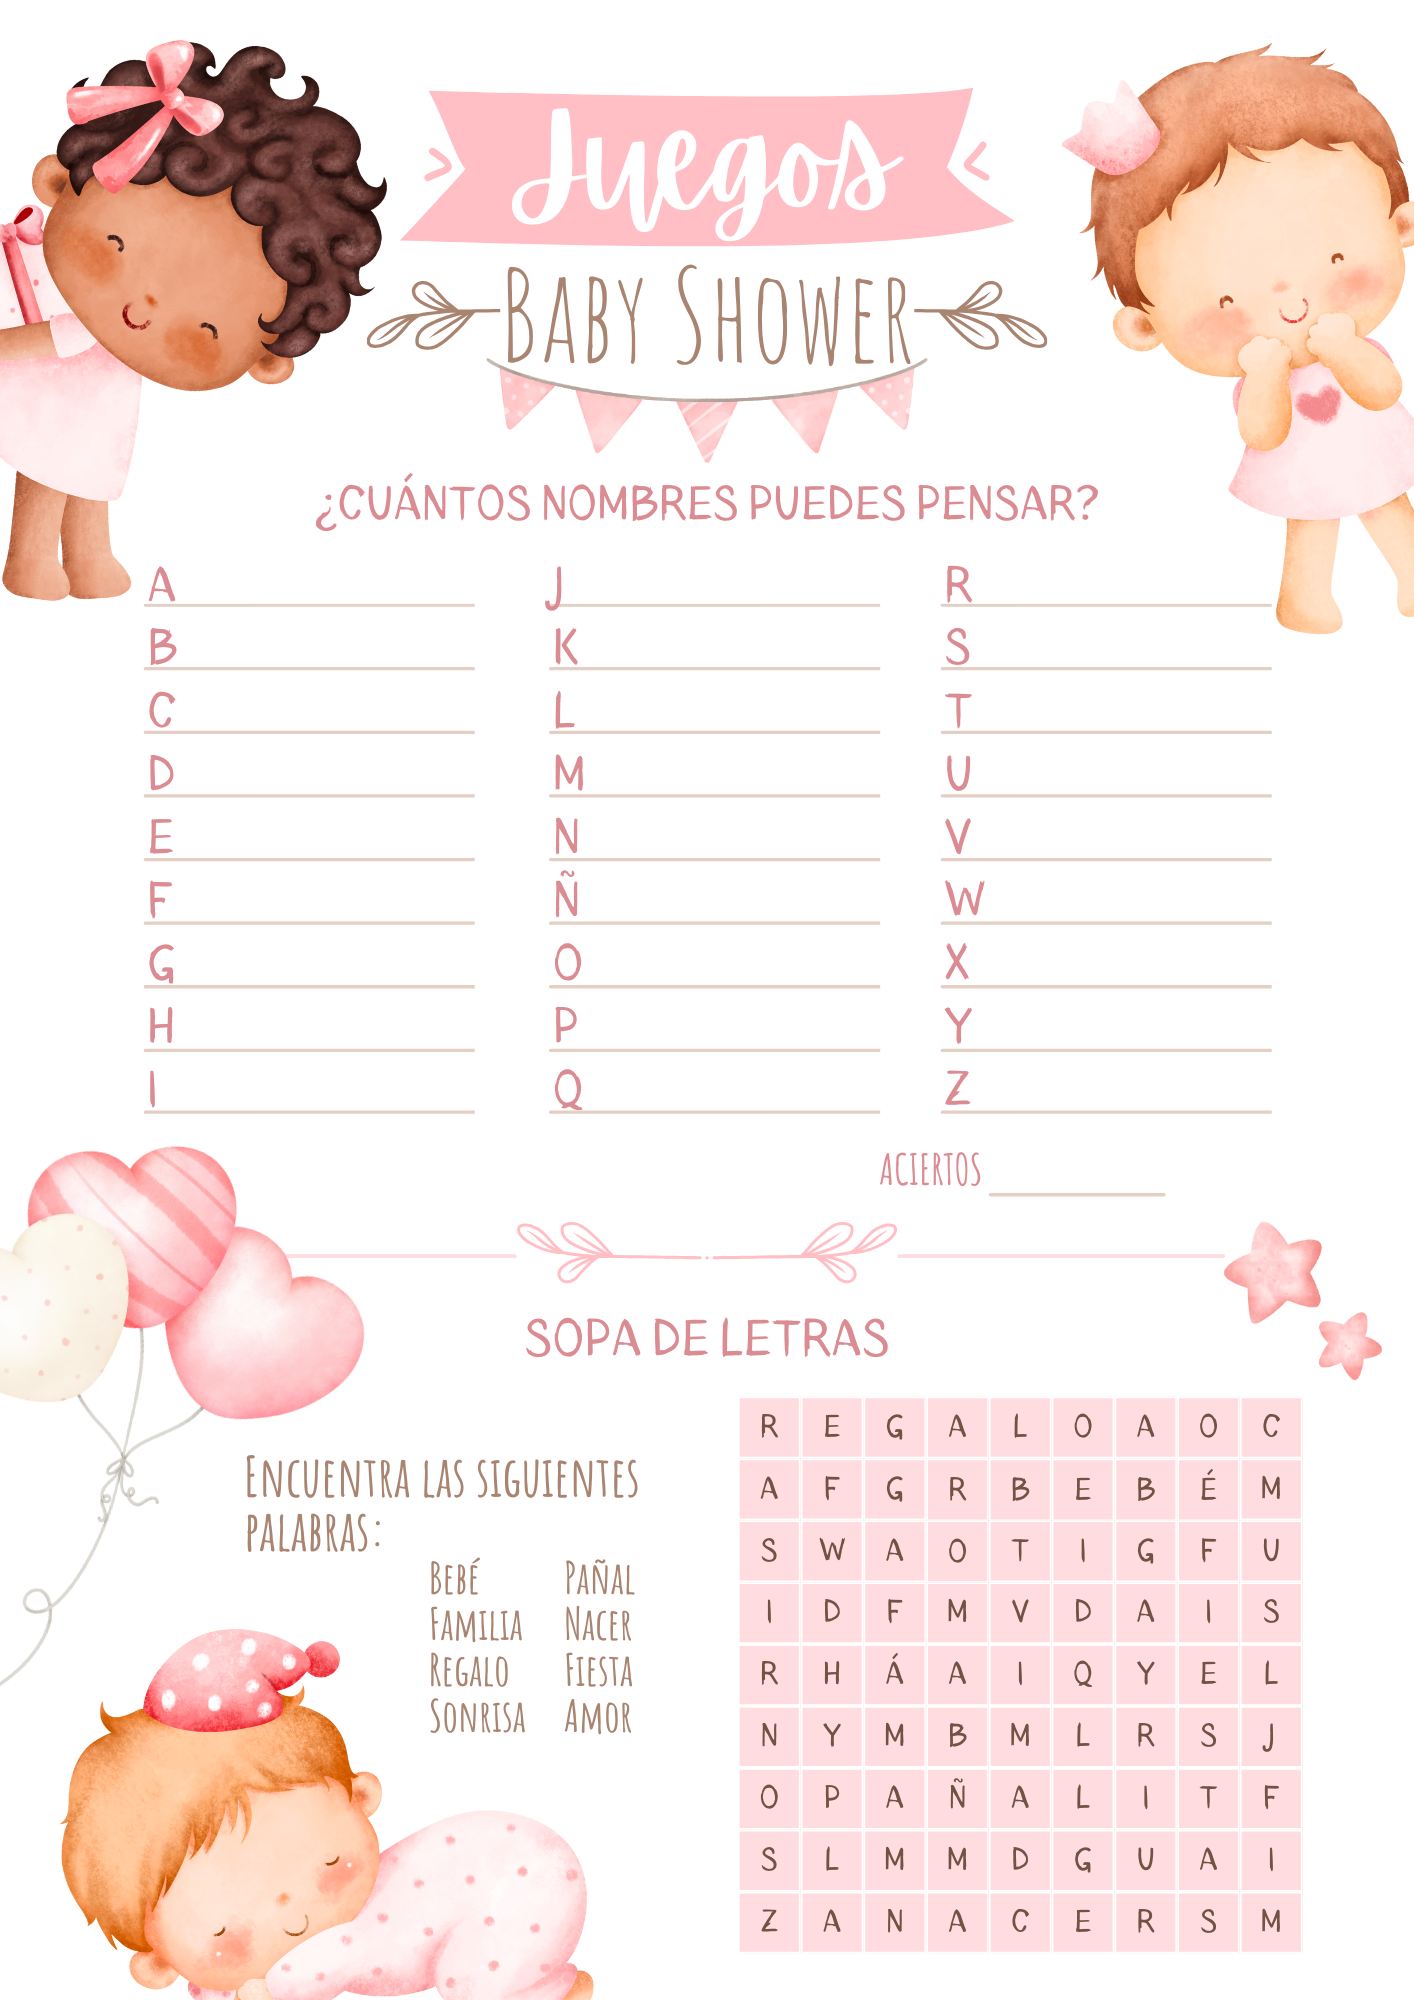 Juegos
Baby Shower
¿CUÁNTOS NOMBRES PUEDES PENSAR?
A
B
C
D
E
F
G
H
I
J
K
L
M
N
Ñ
O
P
Q
R
S
T
U
V
W
X
Y
Z
ACIERTOS
SOPA DE LETRAS
Encuentra las siguientes
palabras:
Bebé Pañal
Familia Nacer
Regalo Fiesta
Sonrisa Amor
R E G A L O A O C
A F G R B E B É M
S W A O T I G F U
I D F M V D A I S
R H Á A I Q Y E L
N Y M B M L R S J
O P A Ñ A L I T F
S L M M D G U A I
Z A N A C E R S M